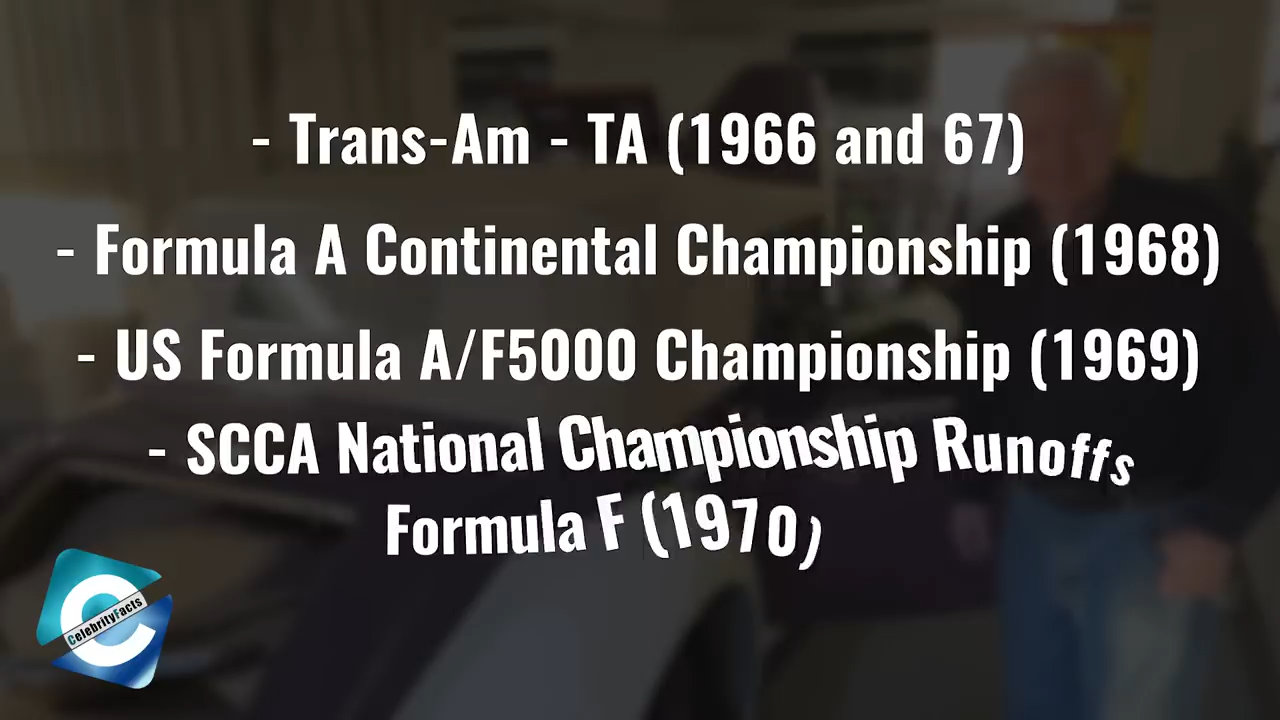 - Trans-Am - TA (1966 and 67)
- Formula A Continental Championship (1968)
- US Formula A/F5000 Championship (1969)
- SCCA National Championship Runoffs
Formula F (1970)
CelebrityFacts